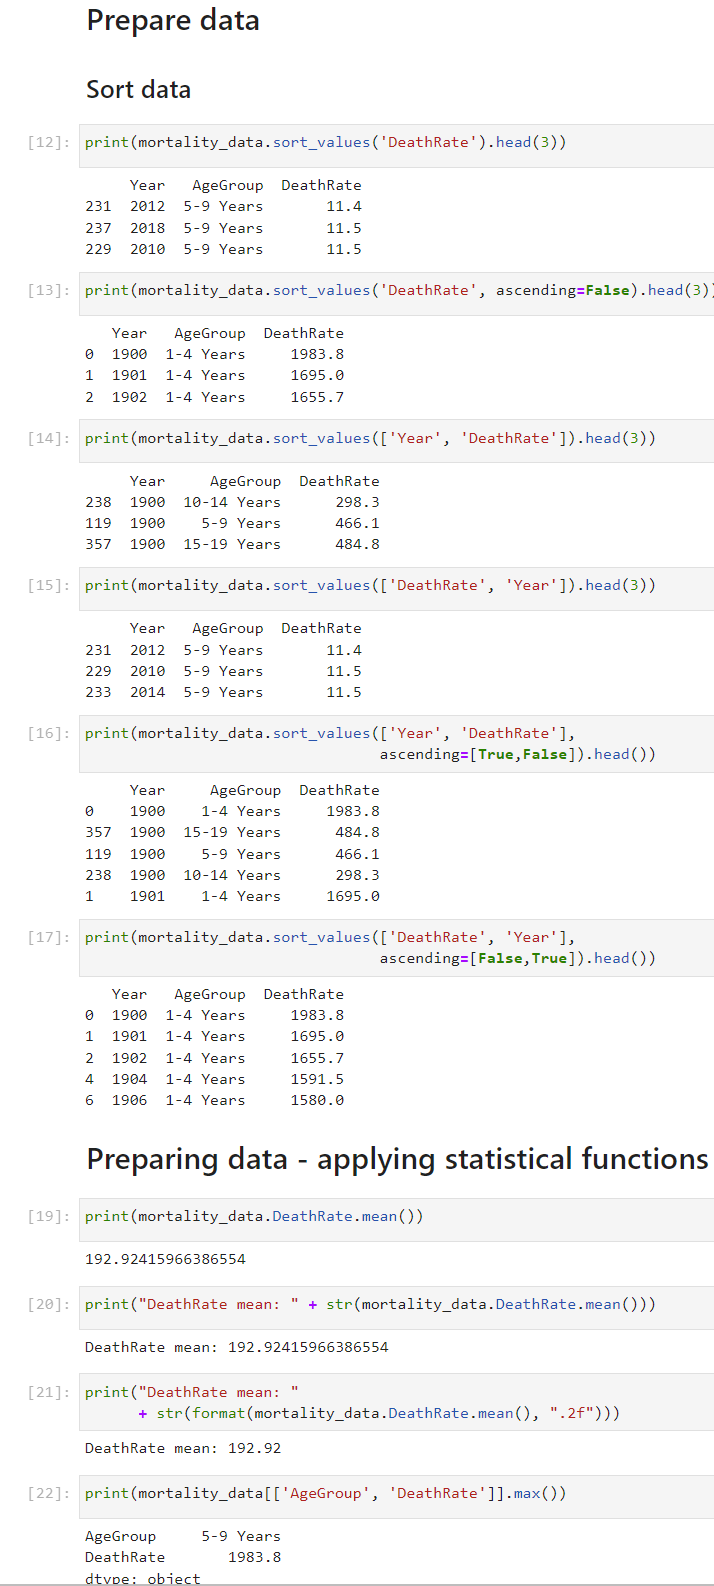 Prepare data
Sort data
[12]: print(mortality_data.sort_values('DeathRate').head(3))
     Year   AgeGroup  DeathRate
231  2012  5-9 Years       11.4
237  2018  5-9 Years       11.5
229  2010  5-9 Years       11.5
[13]: print(mortality_data.sort_values('DeathRate', ascending=False).head(3))
   Year   AgeGroup  DeathRate
0  1900  1-4 Years     1983.8
1  1901  1-4 Years     1695.0
2  1902  1-4 Years     1655.7
[14]: print(mortality_data.sort_values(['Year', 'DeathRate']).head(3))
     Year     AgeGroup  DeathRate
238  1900  10-14 Years      298.3
119  1900    5-9 Years      466.1
357  1900  15-19 Years      484.8
[15]: print(mortality_data.sort_values(['DeathRate', 'Year']).head(3))
     Year   AgeGroup  DeathRate
231  2012  5-9 Years       11.4
229  2010  5-9 Years       11.5
233  2014  5-9 Years       11.5
[16]: print(mortality_data.sort_values(['Year', 'DeathRate'],
                                 ascending=[True,False]).head())
     Year     AgeGroup  DeathRate
0    1900    1-4 Years     1983.8
357  1900  15-19 Years      484.8
119  1900    5-9 Years      466.1
238  1900  10-14 Years      298.3
1    1901    1-4 Years     1695.0
[17]: print(mortality_data.sort_values(['DeathRate', 'Year'],
                                 ascending=[False,True]).head())
   Year   AgeGroup  DeathRate
0  1900  1-4 Years     1983.8
1  1901  1-4 Years     1695.0
2  1902  1-4 Years     1655.7
4  1904  1-4 Years     1591.5
6  1906  1-4 Years     1580.0
Preparing data - applying statistical functions
[19]: print(mortality_data.DeathRate.mean())
192.92415966386554
[20]: print("DeathRate mean: " + str(mortality_data.DeathRate.mean()))
DeathRate mean: 192.92415966386554
[21]: print("DeathRate mean: "
      + str(format(mortality_data.DeathRate.mean(), ".2f")))
DeathRate mean: 192.92
[22]: print(mortality_data[['AgeGroup', 'DeathRate']].max())
AgeGroup     5-9 Years
DeathRate       1983.8
dtype: object